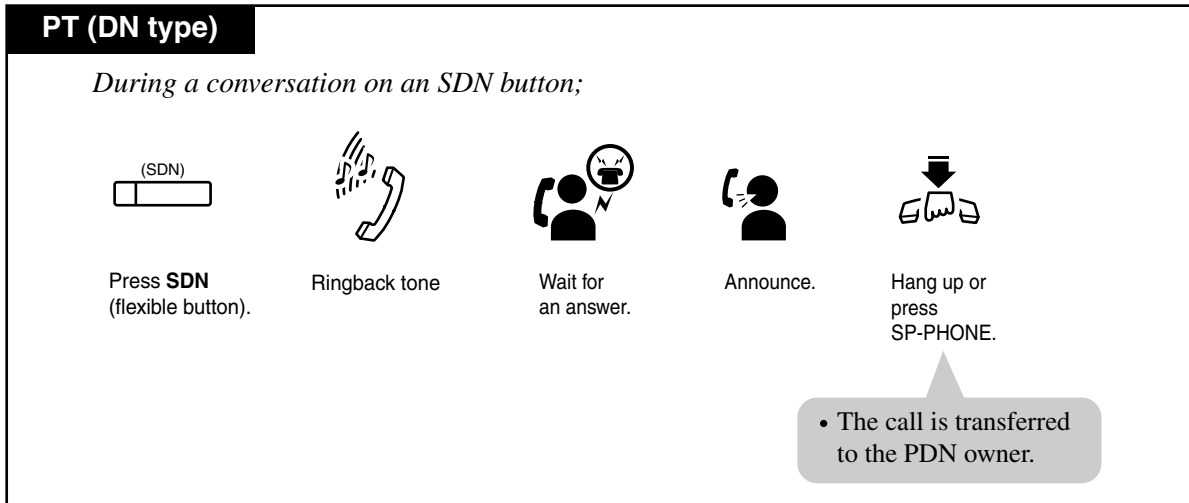 PT (DN type)
During a conversation on an SDN button;
(SDN)
Press SDN
(flexible button).
Ringback tone
Wait for
an answer.
Announce.
Hang up or
press
SP-PHONE.
• The call is transferred
to the PDN owner.